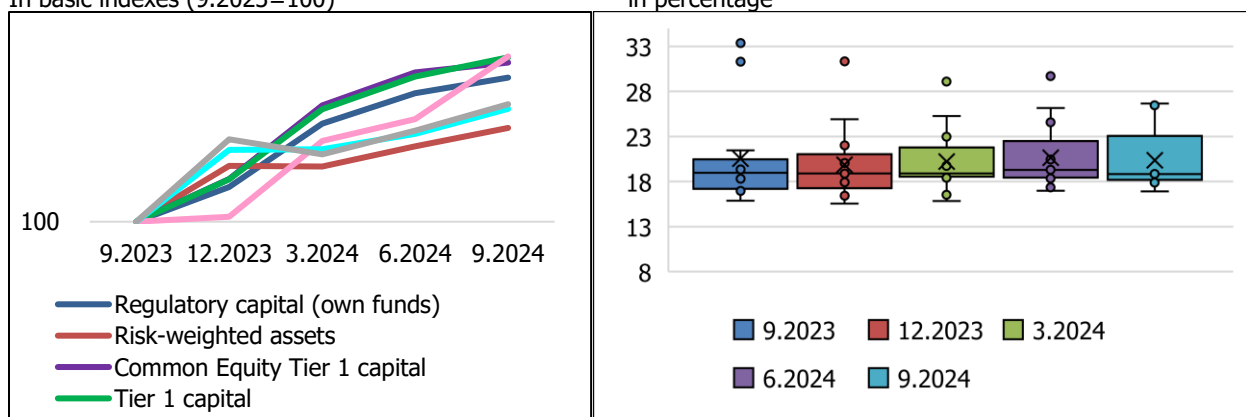 In basic indexes (9.2023=100)
in percentage
100
9.2023 12.2023 3.2024 6.2024 9.2024
Regulatory capital (own funds)
Risk-weighted assets
Common Equity Tier 1 capital
Tier 1 capital
33
28
23
18
13
8
9.2023 12.2023 3.2024
6.2024 9.2024